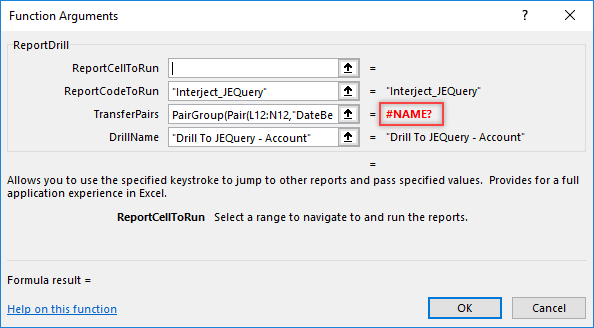 Function Arguments
ReportDrill
ReportCellToRun =
ReportCodeToRun "Interject_JEQuery" = "Interject_JEQuery"
TransferPairs PairGroup(Pair(L12:N12,"DateBe = #NAME?
DrillName "Drill To JEQuery - Account" = "Drill To JEQuery - Account"
=
Allows you to use the specified keystroke to jump to other reports and pass specified values. Provides for a full
application experience in Excel.
ReportCellToRun Select a range to navigate to and run the reports.
Formula result =
Help on this function
OK Cancel